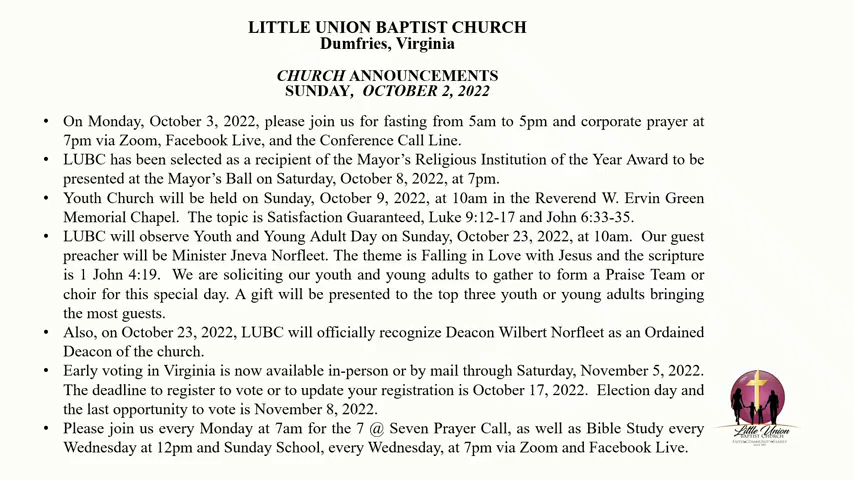 LITTLE UNION BAPTIST CHURCH
Dumfries, Virginia
CHURCH ANNOUNCEMENTS
SUNDAY, OCTOBER 2, 2022
• On Monday, October 3, 2022, please join us for fasting from 5am to 5pm and corporate prayer at
7pm via Zoom, Facebook Live, and the Conference Call Line.
• LUBC has been selected as a recipient of the Mayor's Religious Institution of the Year Award to be
presented at the Mayor's Ball on Saturday, October 8, 2022, at 7pm.
• Youth Church will be held on Sunday, October 9, 2022, at 10am in the Reverend W. Ervin Green
Memorial Chapel. The topic is Satisfaction Guaranteed, Luke 9:12-17 and John 6:33-35.
• LUBC will observe Youth and Young Adult Day on Sunday, October 23, 2022, at 10am. Our guest
preacher will be Minister Jneva Norfleet. The theme is Falling in Love with Jesus and the scripture
is 1 John 4:19. We are soliciting our youth and young adults to gather to form a Praise Team or
choir for this special day. A gift will be presented to the top three youth or young adults bringing
the most guests.
• Also, on October 23, 2022, LUBC will officially recognize Deacon Wilbert Norfleet as an Ordained
Deacon of the church.
• Early voting in Virginia is now available in-person or by mail through Saturday, November 5, 2022.
The deadline to register to vote or to update your registration is October 17, 2022. Election day and
the last opportunity to vote is November 8, 2022.
• Please join us every Monday at 7am for the 7 @ Seven Prayer Call, as well as Bible Study every
Wednesday at 12pm and Sunday School, every Wednesday, at 7pm via Zoom and Facebook Live.
Little Union
BAPTIST CHURCH